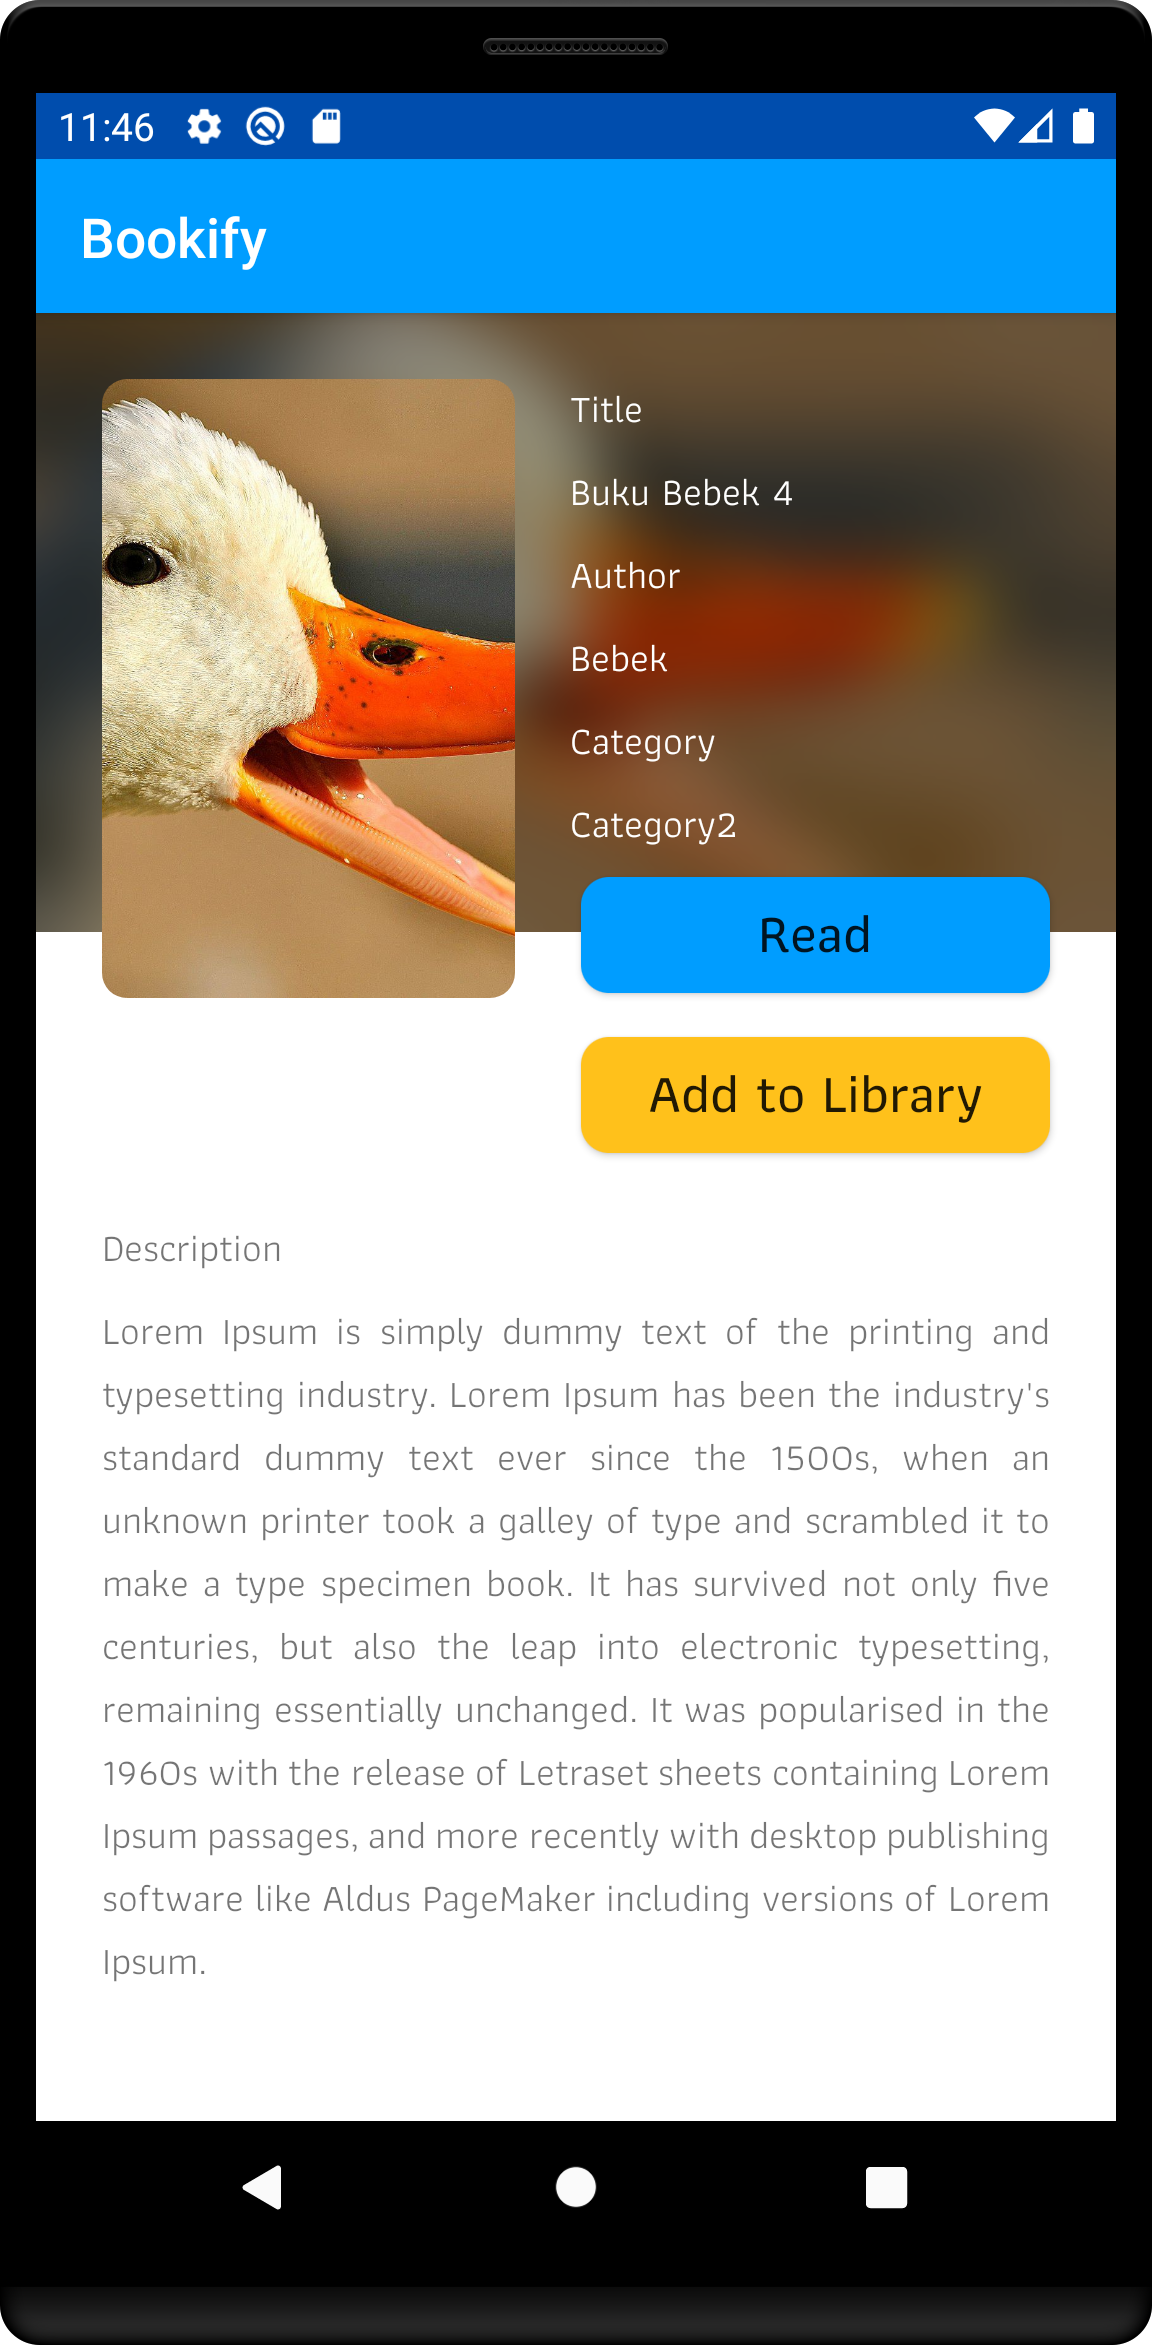 11:46
Bookify
Title
Buku Bebek 4
Author
Bebek
Category
Category2
Read
Add to Library
Description
Lorem Ipsum is simply dummy text of the printing and
typesetting industry. Lorem Ipsum has been the industry's
standard dummy text ever since the 1500s, when an
unknown printer took a galley of type and scrambled it to
make a type specimen book. It has survived not only five
centuries, but also the leap into electronic typesetting,
remaining essentially unchanged. It was popularised in the
1960s with the release of Letraset sheets containing Lorem
Ipsum passages, and more recently with desktop publishing
software like Aldus PageMaker including versions of Lorem
Ipsum.